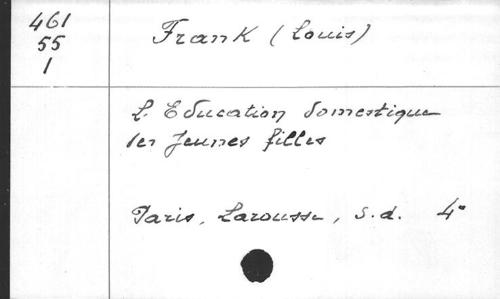 461
55
1
Frank (Louis)
L'Education domestique
des jeunes filles
Paris, Larousse, s.d. 4°